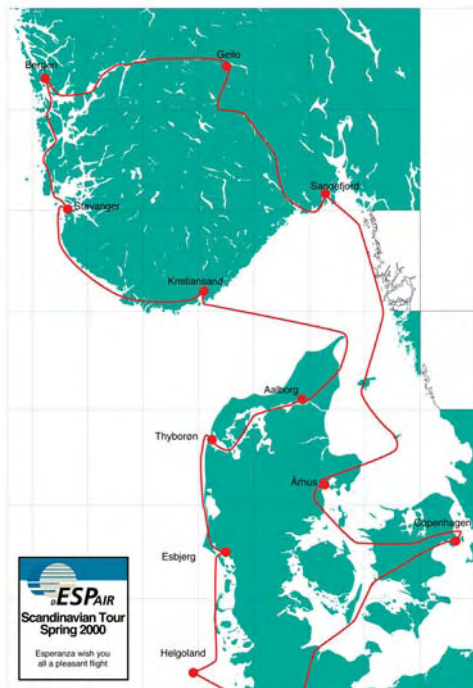 Geilo
Bergen
Sandefjord
Stavanger
Kristiansand
Aalborg
Thyborøn
Århus
Copenhagen
Esbjerg
DESPAIR
Scandinavian Tour
Spring 2000
Esperanza wish you
all a pleasant flight
Helgoland